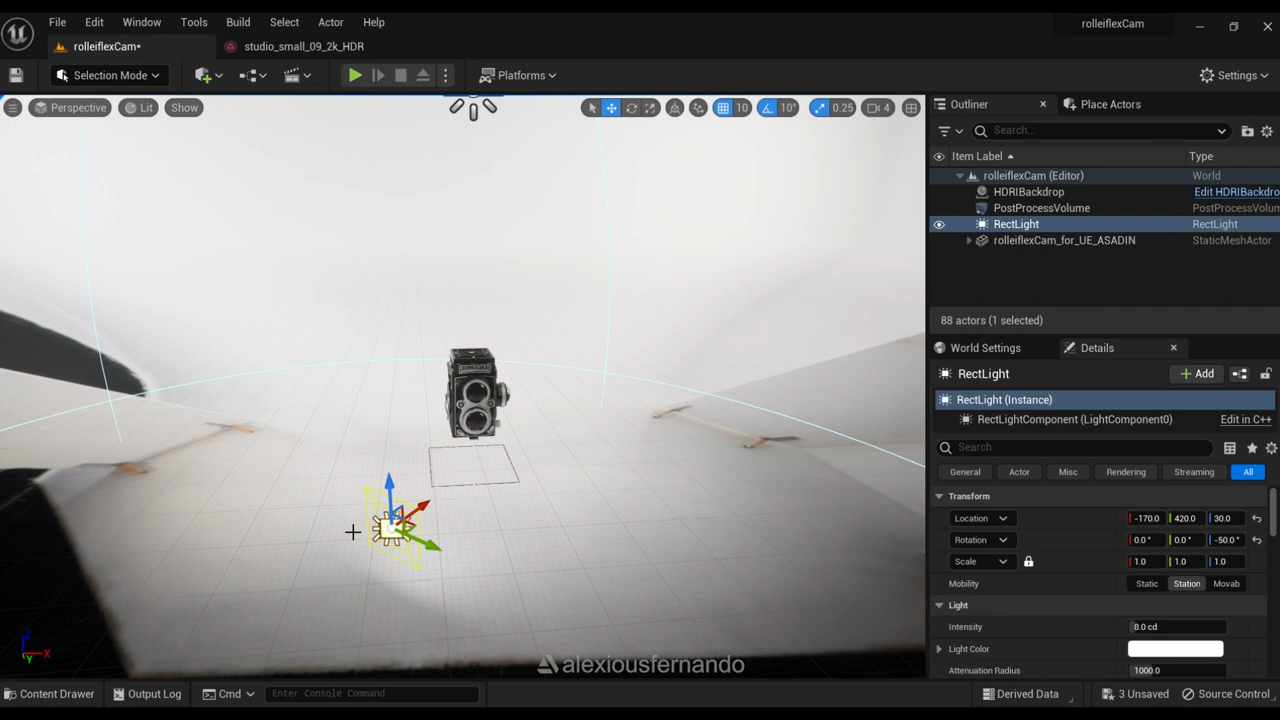 File Edit Window Tools Build Select Actor Help
rolleiflexCam
rolleiflexCam•
studio_small_09_2k_HDR
Selection Mode
Platforms
Settings
Perspective Lit Show
10 10° 0.25 4
Outliner
Place Actors
Search...
Item Label Type
rolleiflexCam (Editor) World
HDRIBackdrop Edit HDRIBackdro
PostProcessVolume PostProcessVolum
RectLight RectLight
rolleiflexCam_for_UE_ASADIN StaticMeshActor
88 actors (1 selected)
World Settings
Details
RectLight
Add
RectLight (Instance)
RectLightComponent (LightComponent0) Edit in C++
Search
General Actor Misc Rendering Streaming All
Transform
Location -170.0 420.0 30.0
Rotation 0.0° 0.0° -50.0°
Scale 1.0 1.0 1.0
Mobility Static Station Movab
Light
Intensity 8.0 cd
Light Color
Attenuation Radius 1000.0
Z
X
Y
alexiousfernando
Content Drawer Output Log Cmd Enter Console Command Derived Data 3 Unsaved Source Control